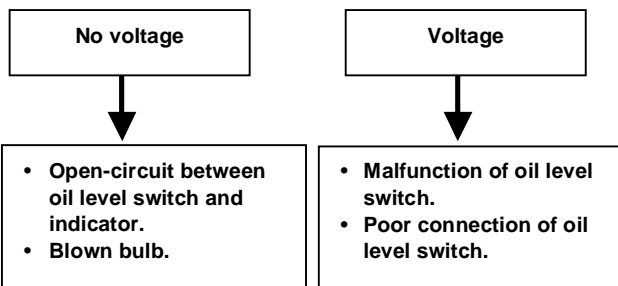 No voltage
Voltage
• Open-circuit between
oil level switch and
indicator.
• Blown bulb.
• Malfunction of oil level
switch.
• Poor connection of oil
level switch.